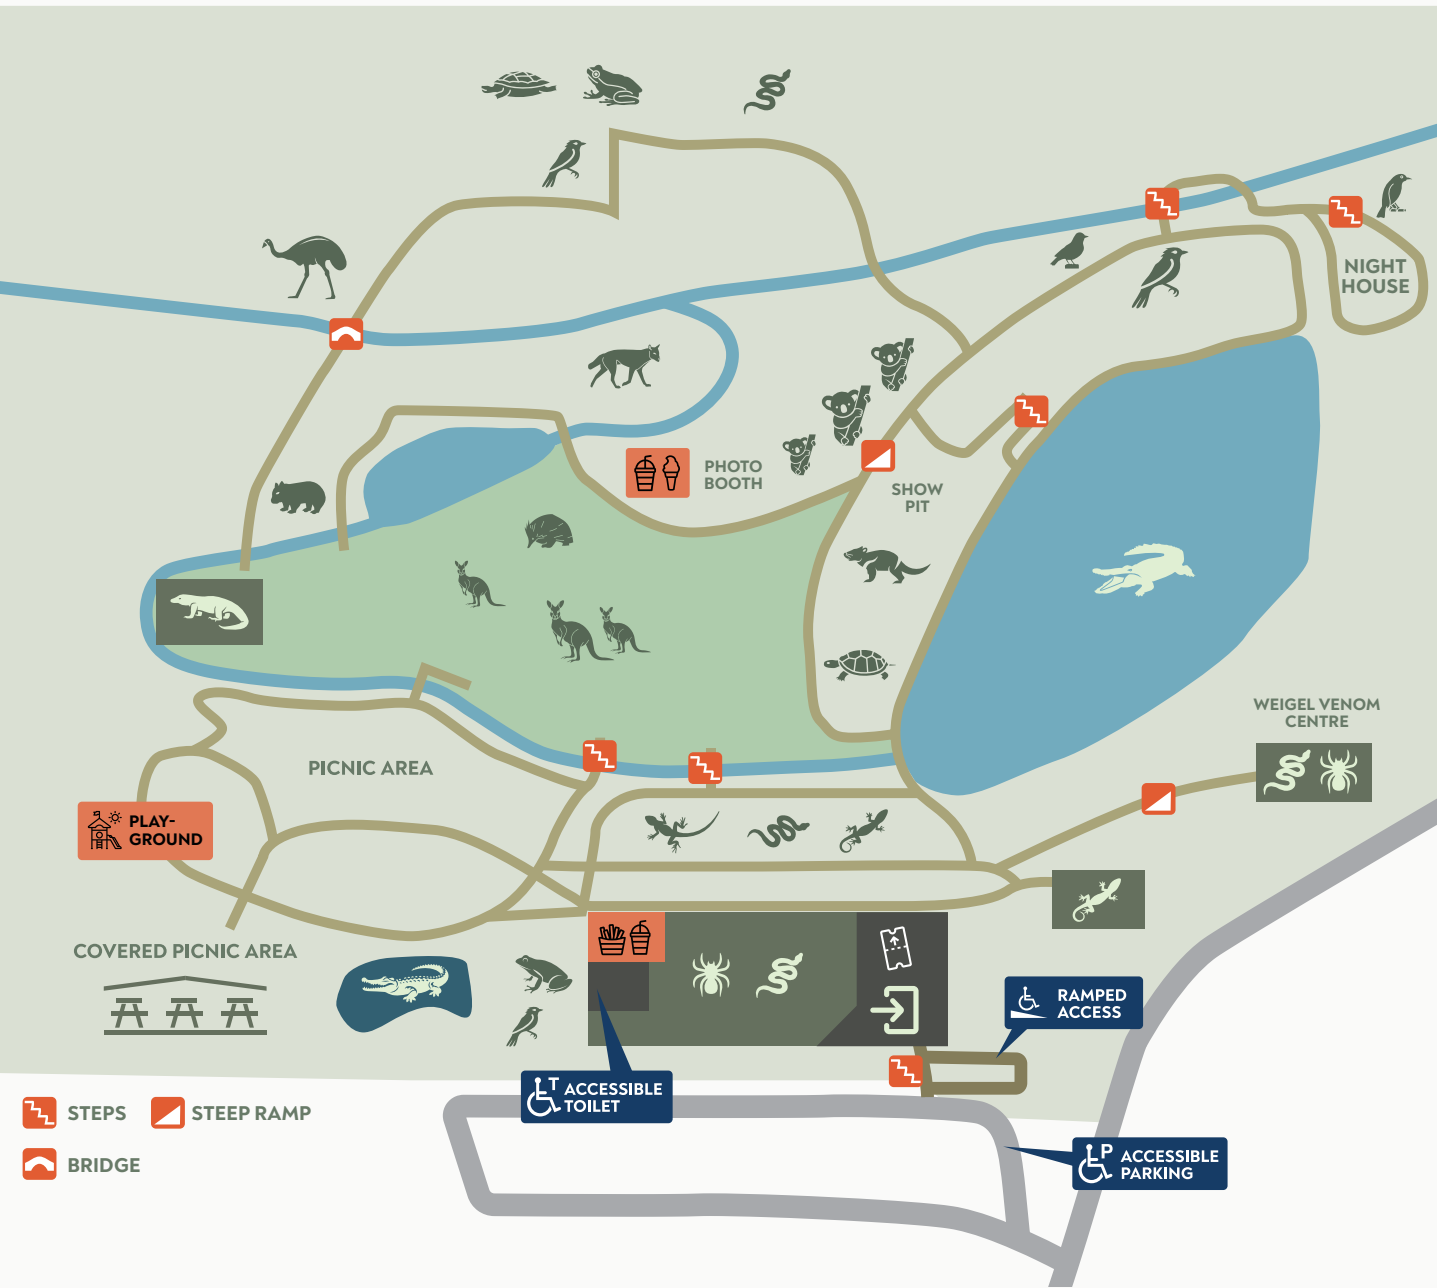 NIGHT
HOUSE
PHOTO
BOOTH
SHOW
PIT
WEIGEL VENOM
CENTRE
PICNIC AREA
PLAY-
GROUND
COVERED PICNIC AREA
RAMPED
ACCESS
T ACCESSIBLE
TOILET
STEPS
STEEP RAMP
BRIDGE
P ACCESSIBLE
PARKING